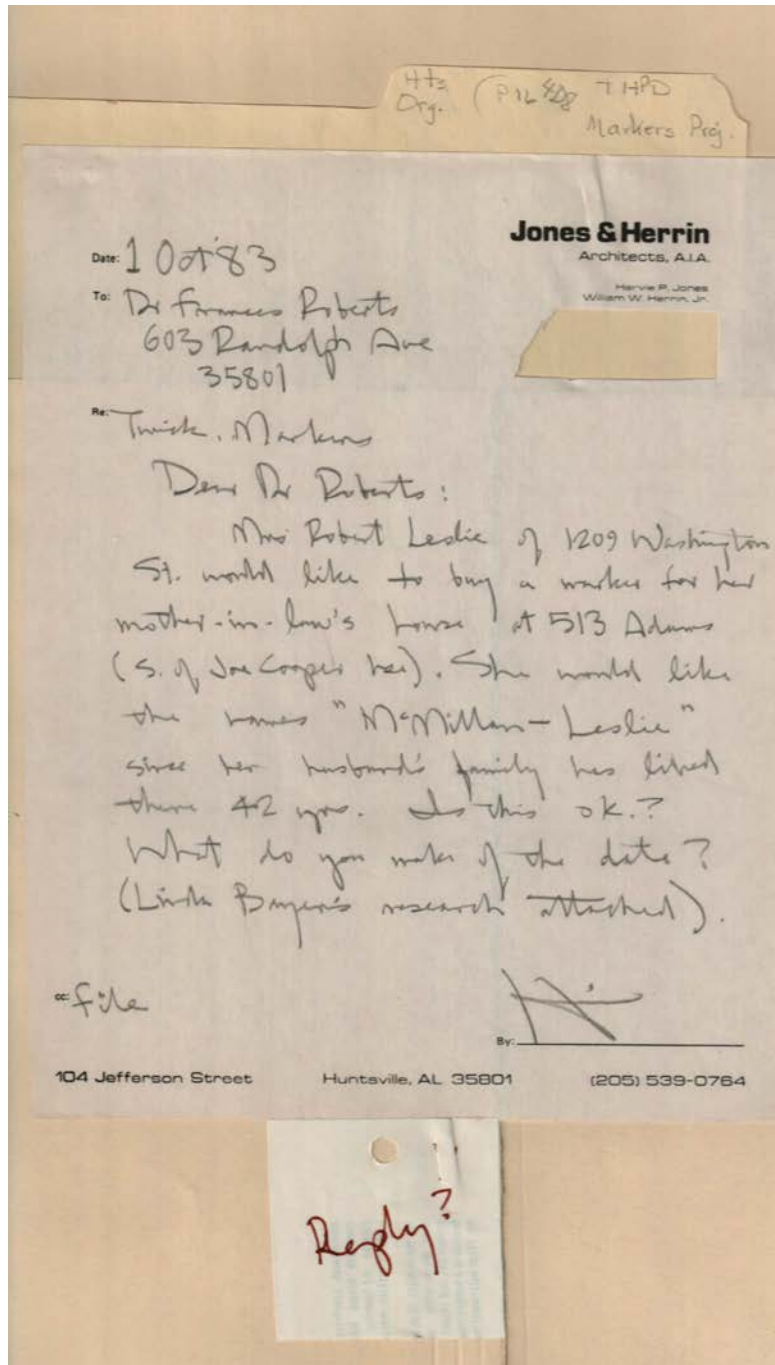 Hts
Org. (
THPD
Markers Proj.
Jones & Herrin
Architects, A.I.A.
Harvie P. Jones
William W. Herrin, Jr.
Date: 1 Oct 83
To: Dr Frances Roberts
603 Randolph Ave
35801
Re: Twick. Markers
Dear Dr Roberts:
Mrs Robert Leslie of 1209 Washington
St. would like to buy a marker for her
mother-in-law's house at 513 Adams
(S. of Joe Cooper hse). She would like
the names "McMillan-Leslie"
since her husband's family has lived
there 42 yrs. Is this ok.?
What do you make of the date?
(Linda Bayer's research attached).
cc: file
By:
104 Jefferson Street Huntsville, AL 35801 (205) 539-0764
Reply?